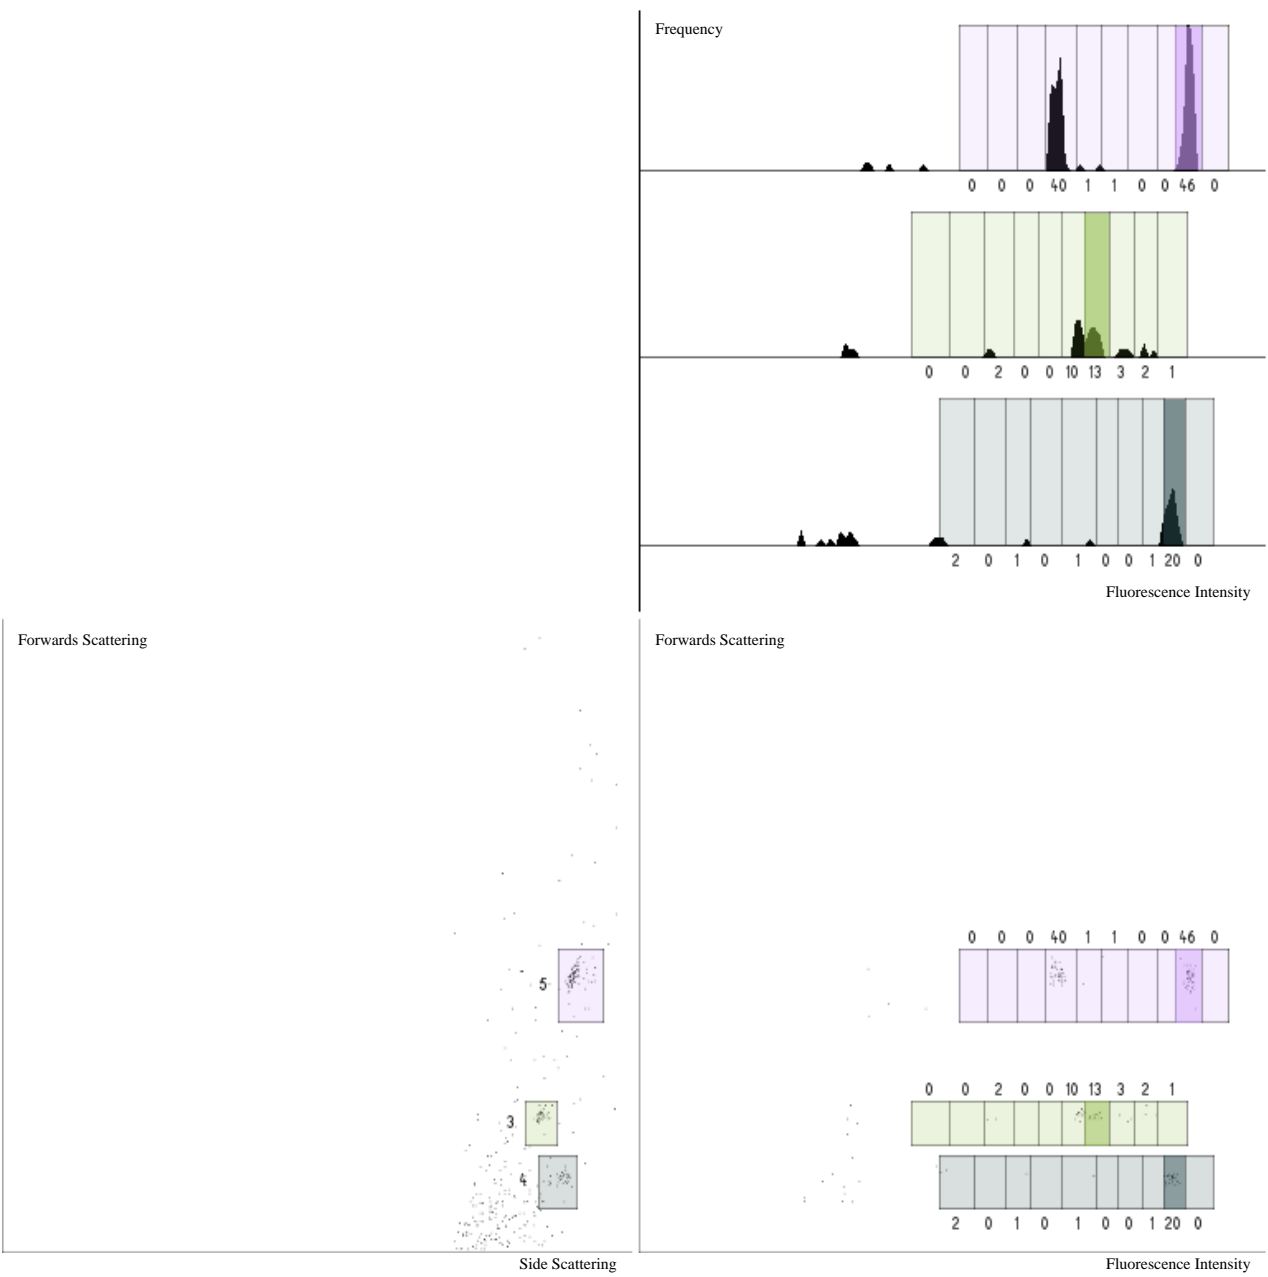 Frequency
0 0 0 40 1 1 0 0 46 0
0 0 2 0 0 10 13 3 2 1
2 0 1 0 1 0 0 1 20 0
Fluorescence Intensity
Forwards Scattering
5
3
4
Side Scattering
Forwards Scattering
0 0 0 40 1 1 0 0 46 0
0 0 2 0 0 10 13 3 2 1
2 0 1 0 1 0 0 1 20 0
Fluorescence Intensity